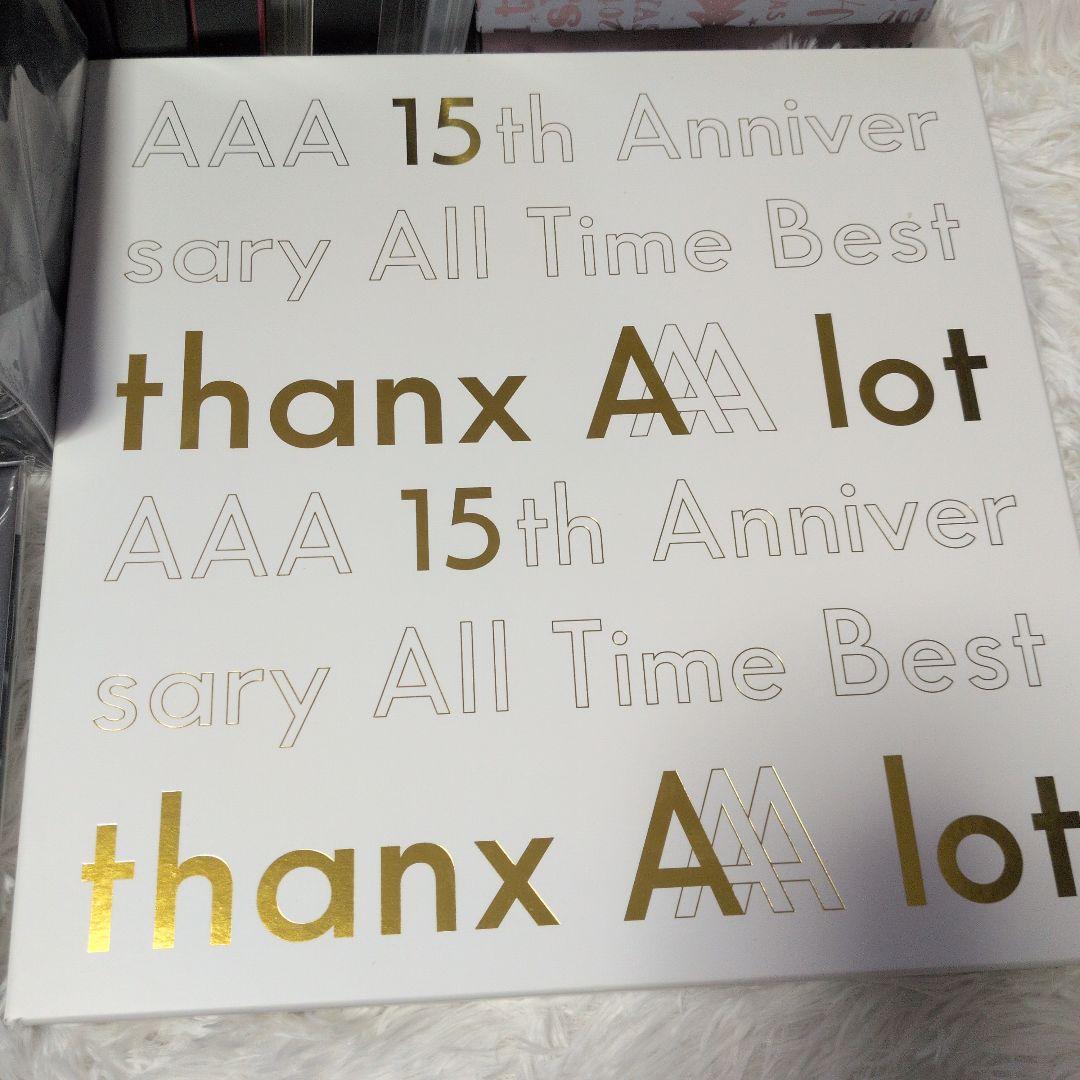 AAA 15th Anniver
sary All Time Best
thanx AAA lot
AAA 15th Anniver
sary All Time Best
thanx AAA lot